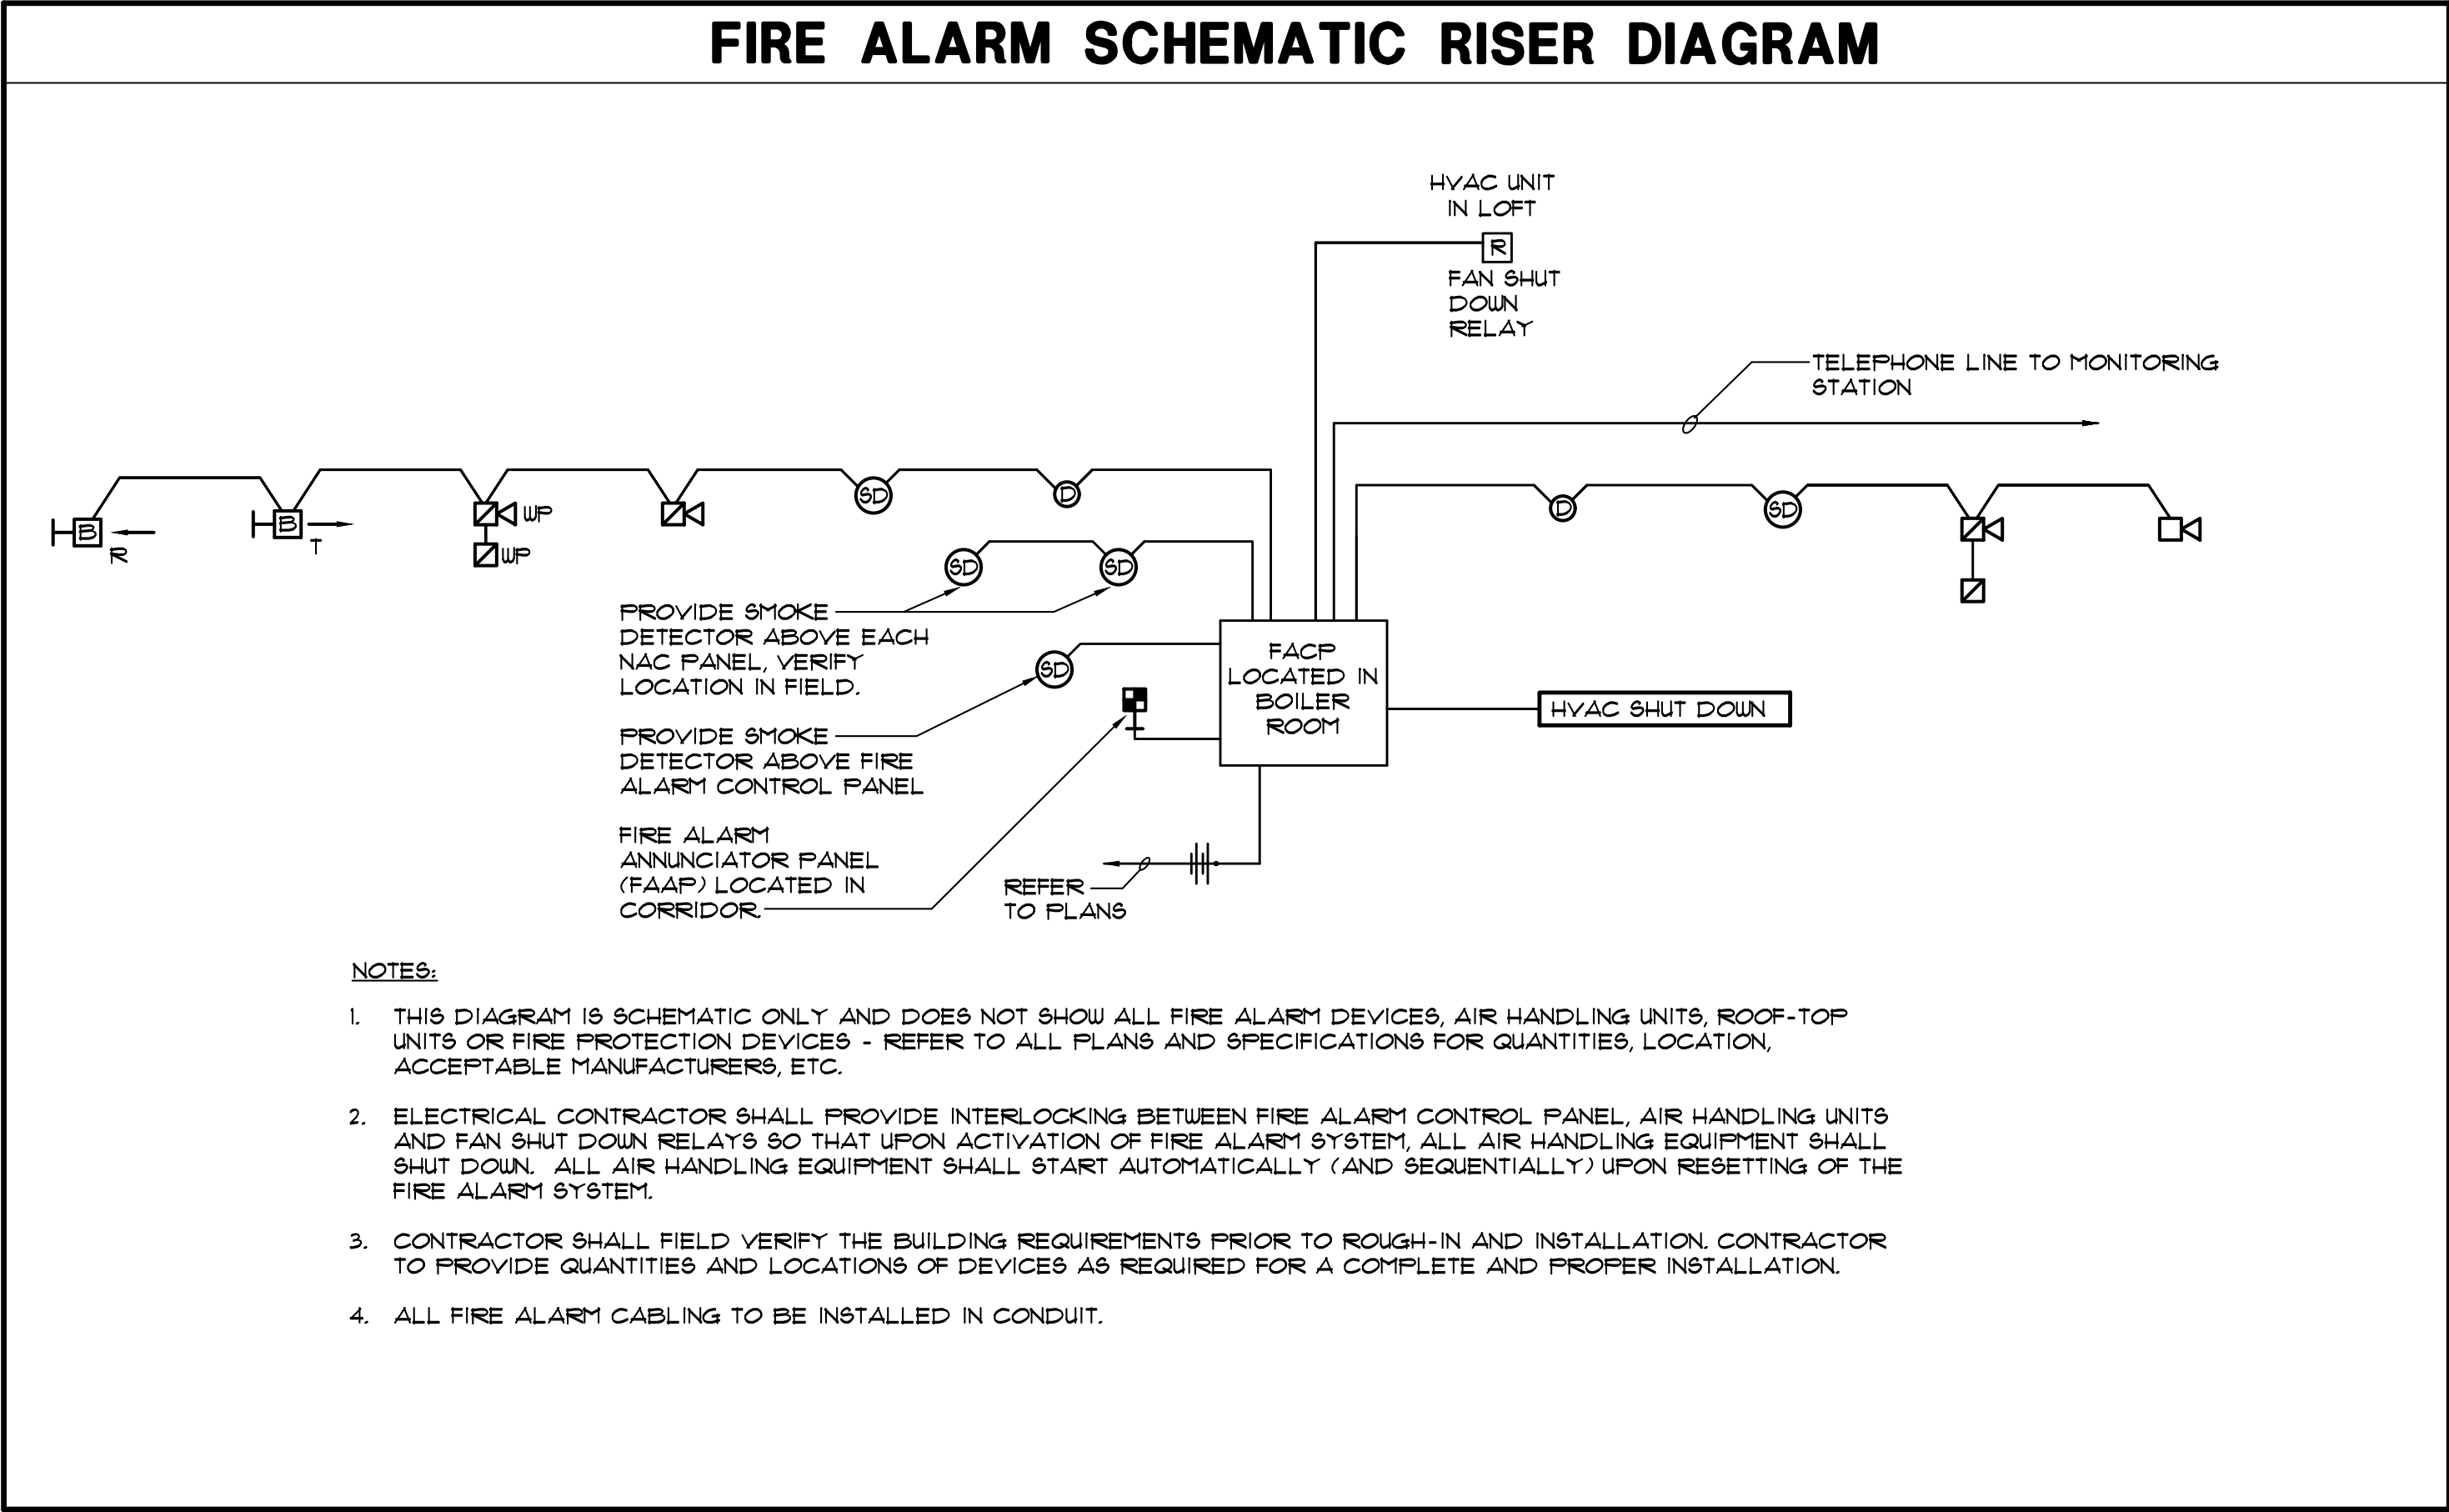 FIRE ALARM SCHEMATIC RISER DIAGRAM
HVAC UNIT
IN LOFT
R
FAN SHUT
DOWN
RELAY
TELEPHONE LINE TO MONITORING
STATION
B
R
B
T
WP
WP
SD
D
D
SD
SD
SD
PROVIDE SMOKE
DETECTOR ABOVE EACH
NAC PANEL, VERIFY
LOCATION IN FIELD.
SD
FACP
LOCATED IN
BOILER
ROOM
HVAC SHUT DOWN
PROVIDE SMOKE
DETECTOR ABOVE FIRE
ALARM CONTROL PANEL
FIRE ALARM
ANNUNCIATOR PANEL
(FAAP) LOCATED IN
CORRIDOR.
REFER
TO PLANS
NOTES:
1. THIS DIAGRAM IS SCHEMATIC ONLY AND DOES NOT SHOW ALL FIRE ALARM DEVICES, AIR HANDLING UNITS, ROOF-TOP
UNITS OR FIRE PROTECTION DEVICES - REFER TO ALL PLANS AND SPECIFICATIONS FOR QUANTITIES, LOCATION,
ACCEPTABLE MANUFACTURERS, ETC.
2. ELECTRICAL CONTRACTOR SHALL PROVIDE INTERLOCKING BETWEEN FIRE ALARM CONTROL PANEL, AIR HANDLING UNITS
AND FAN SHUT DOWN RELAYS SO THAT UPON ACTIVATION OF FIRE ALARM SYSTEM, ALL AIR HANDLING EQUIPMENT SHALL
SHUT DOWN. ALL AIR HANDLING EQUIPMENT SHALL START AUTOMATICALLY (AND SEQUENTIALLY) UPON RESETTING OF THE
FIRE ALARM SYSTEM.
3. CONTRACTOR SHALL FIELD VERIFY THE BUILDING REQUIREMENTS PRIOR TO ROUGH-IN AND INSTALLATION. CONTRACTOR
TO PROVIDE QUANTITIES AND LOCATIONS OF DEVICES AS REQUIRED FOR A COMPLETE AND PROPER INSTALLATION.
4. ALL FIRE ALARM CABLING TO BE INSTALLED IN CONDUIT.